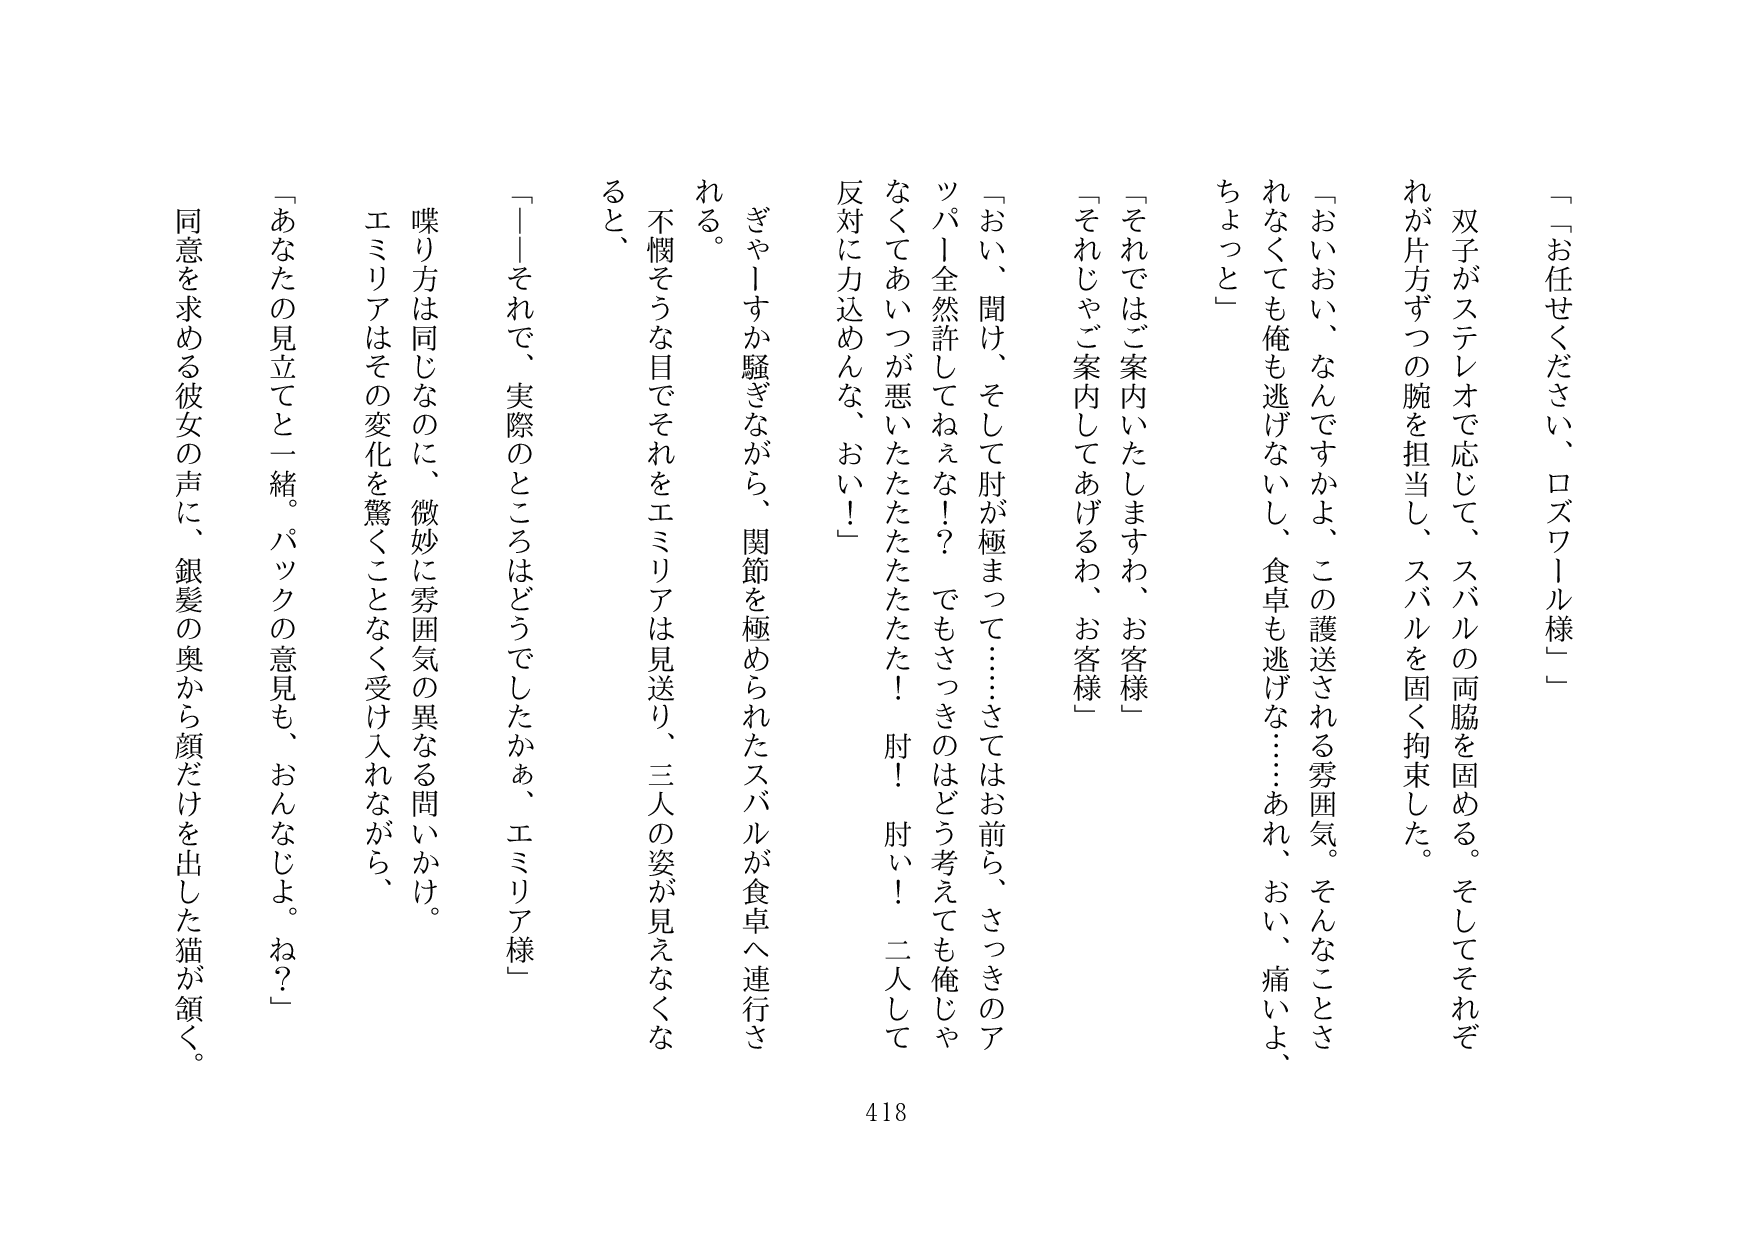 「「お任せください、ロズワール様」」
双子がステレオで応じて、スバルの両脇を固める。そしてそれぞ
れが片方ずつの腕を担当し、スバルを固く拘束した。
「おいおい、なんですかよ、この護送される雰囲気。そんなことさ
れなくても俺も逃げないし、食卓も逃げな……あれ、おい、痛いよ、
ちょっと」
「それではご案内いたしますわ、お客様」
「それじゃご案内してあげるわ、お客様」
「おい、聞け、そして肘が極まって……さてはお前ら、さっきのア
ッパー全然許してねぇな！？　でもさっきのはどう考えても俺じゃ
なくてあいつが悪いたたたたたたた！　肘！　肘ぃ！　二人して
反対に力込めんな、おい！」
ぎゃーすか騒ぎながら、関節を極められたスバルが食卓へ連行さ
れる。
不憫そうな目でそれをエミリアは見送り、三人の姿が見えなくな
ると、
「――それで、実際のところはどうでしたかぁ、エミリア様」
喋り方は同じなのに、微妙に雰囲気の異なる問いかけ。
エミリアはその変化を驚くことなく受け入れながら、
「あなたの見立てと一緒。パックの意見も、おんなじよ。ね？」
同意を求める彼女の声に、銀髪の奥から顔だけを出した猫が頷く。
418